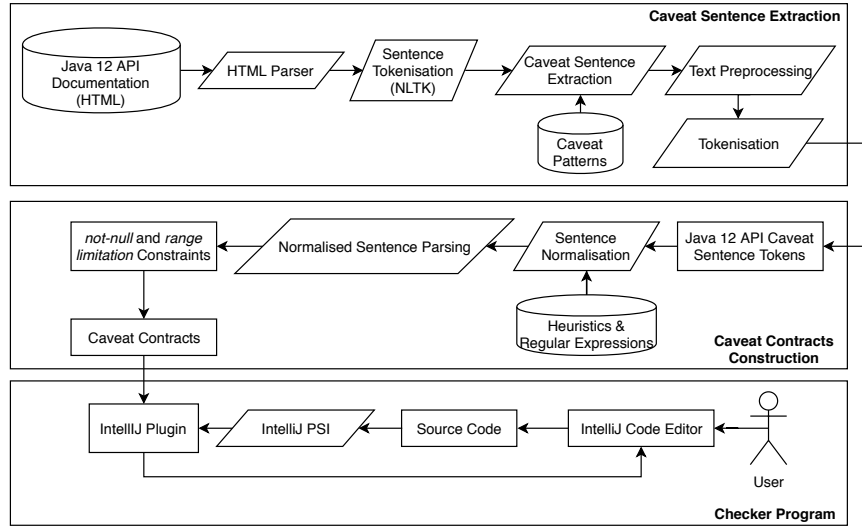 Caveat Sentence Extraction
Java 12 API
Documentation
(HTML)
HTML Parser
Sentence
Tokenisation
(NLTK)
Caveat Sentence
Extraction
Text Preprocessing
Caveat
Patterns
Tokenisation
not-null and range
limitation Constraints
Normalised Sentence Parsing
Sentence
Normalisation
Java 12 API Caveat
Sentence Tokens
Caveat Contracts
Heuristics &
Regular Expressions
Caveat Contracts
Construction
IntellIJ Plugin
IntelliJ PSI
Source Code
IntelliJ Code Editor
User
Checker Program